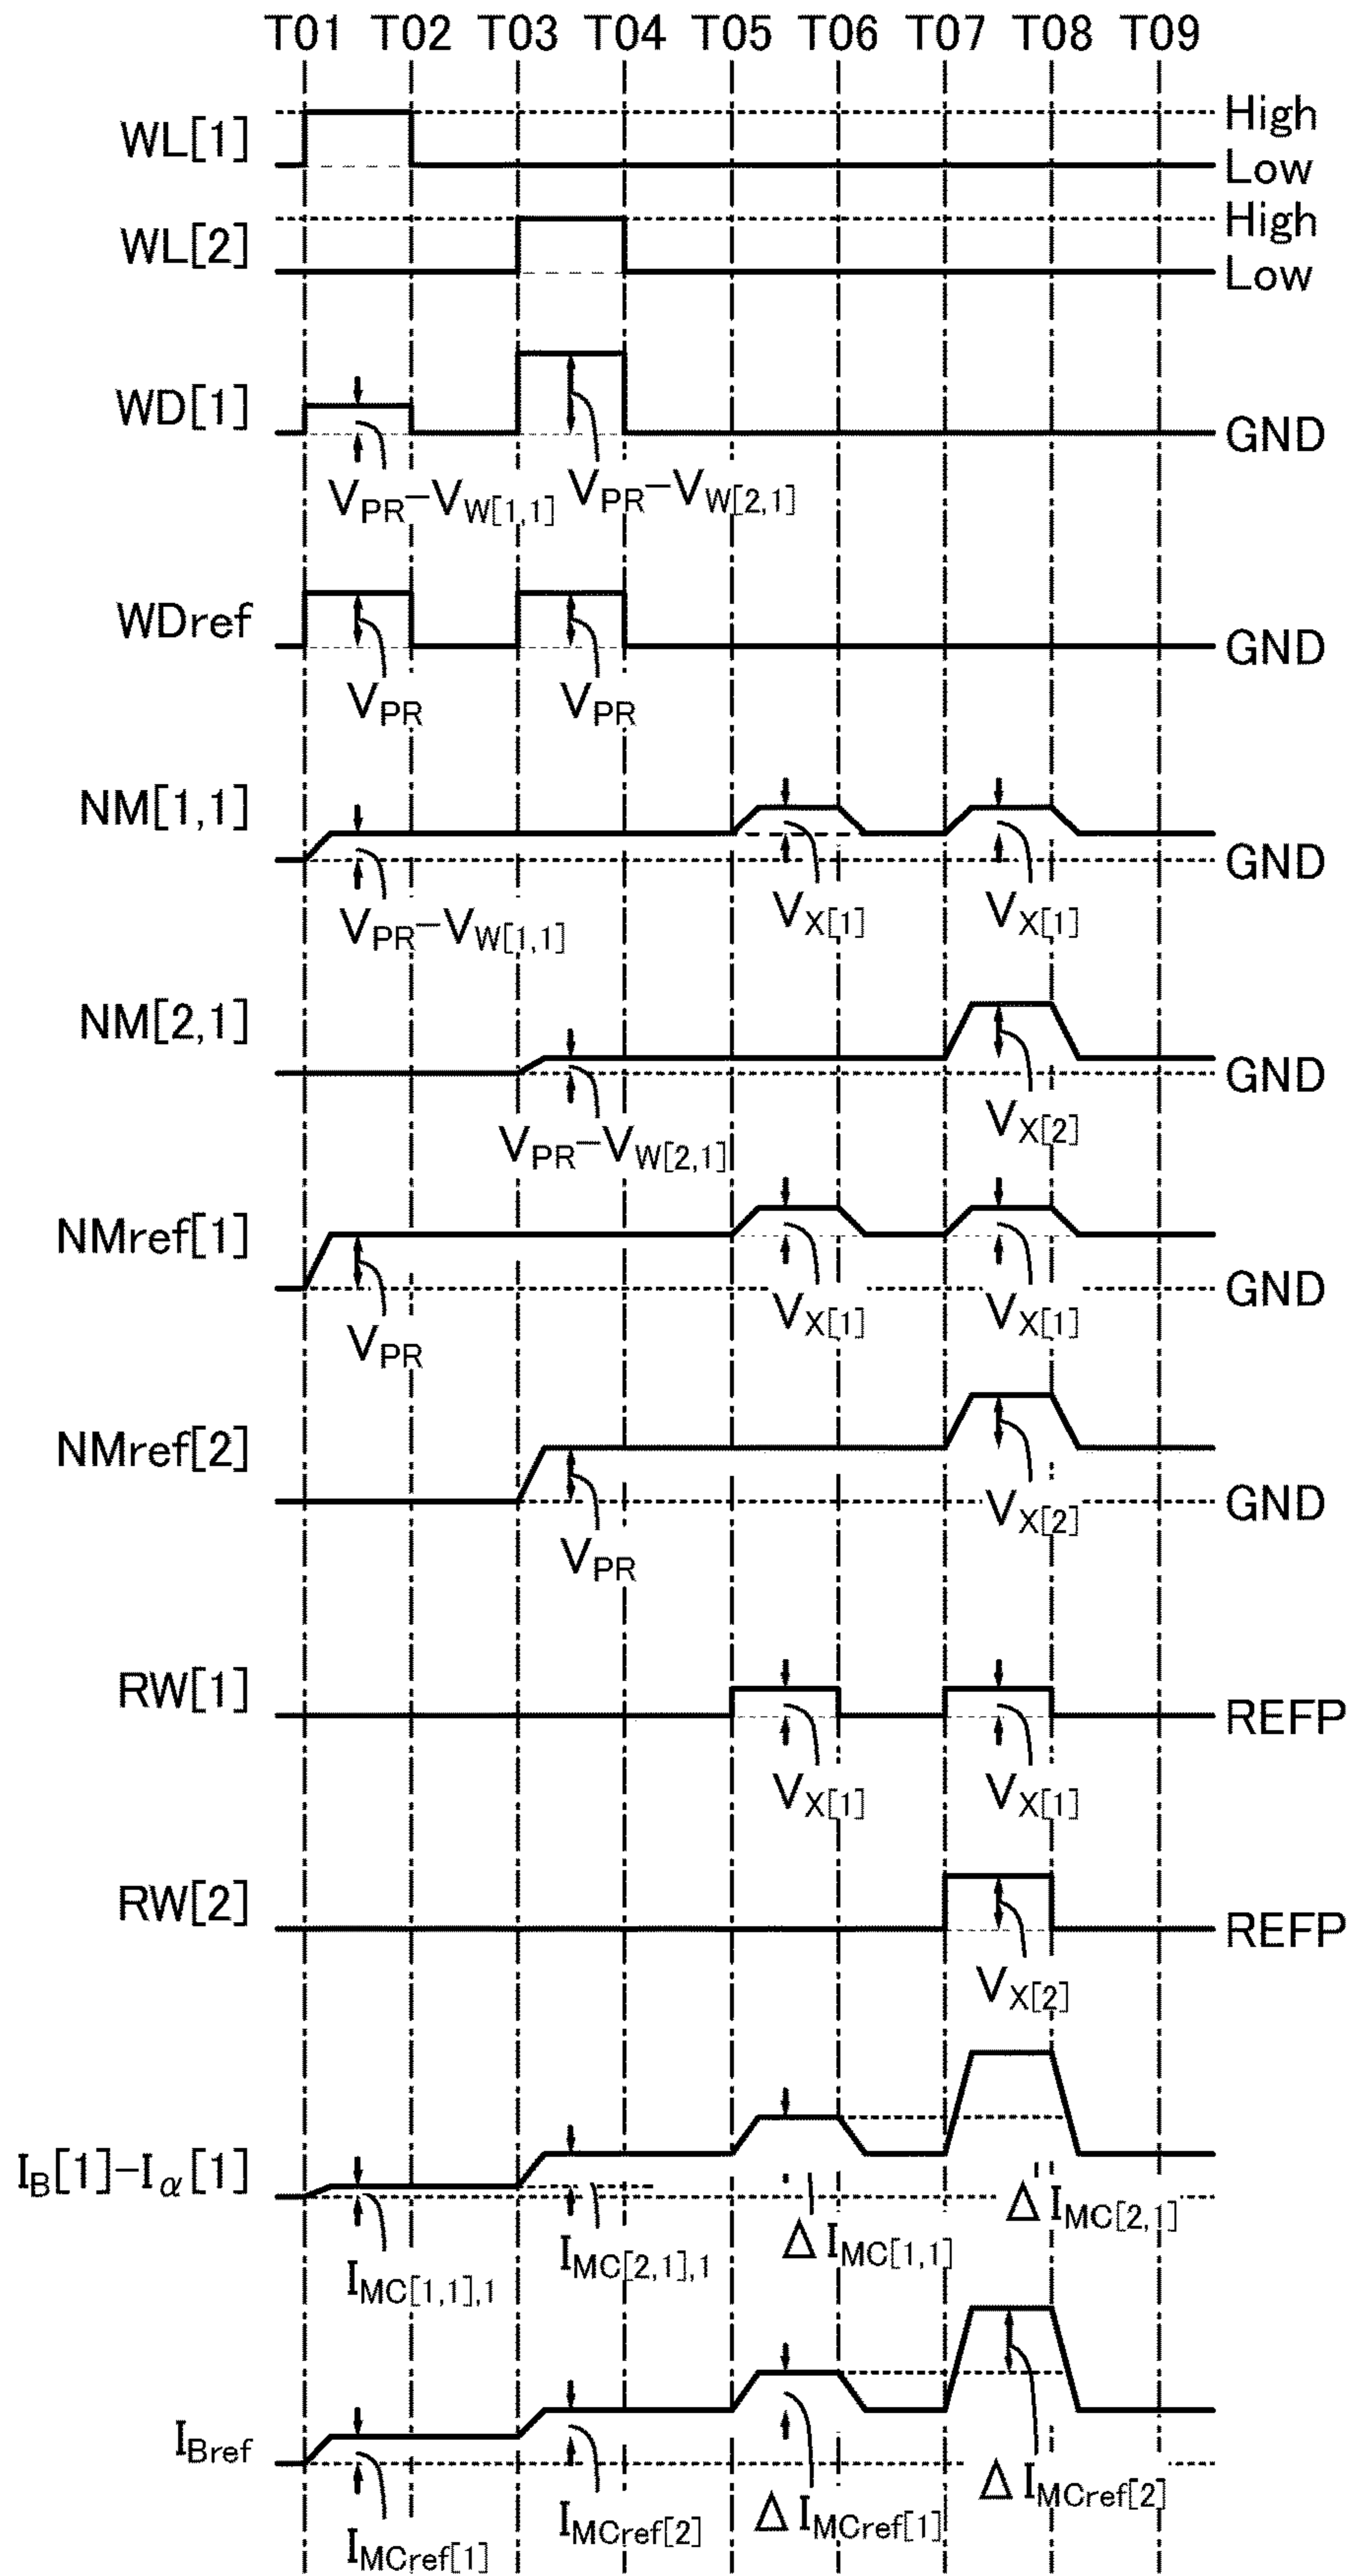 T01 T02 T03 T04 T05 T06 T07 T08 T09
WL[1]
High
Low
WL[2]
High
Low
WD[1]
GND
VPR−VW[1,1]
VPR−VW[2,1]
WDref
GND
VPR
VPR
NM[1,1]
GND
VPR−VW[1,1]
VX[1]
VX[1]
NM[2,1]
GND
VPR−VW[2,1]
VX[2]
NMref[1]
GND
VPR
VX[1]
VX[1]
NMref[2]
GND
VPR
VX[2]
RW[1]
REFP
VX[1]
VX[1]
RW[2]
REFP
VX[2]
IB[1]−Iα[1]
IMC[1,1],1
IMC[2,1],1
Δ IMC[1,1]
Δ IMC[2,1]
IBref
IMCref[1]
IMCref[2]
Δ IMCref[1]
Δ IMCref[2]